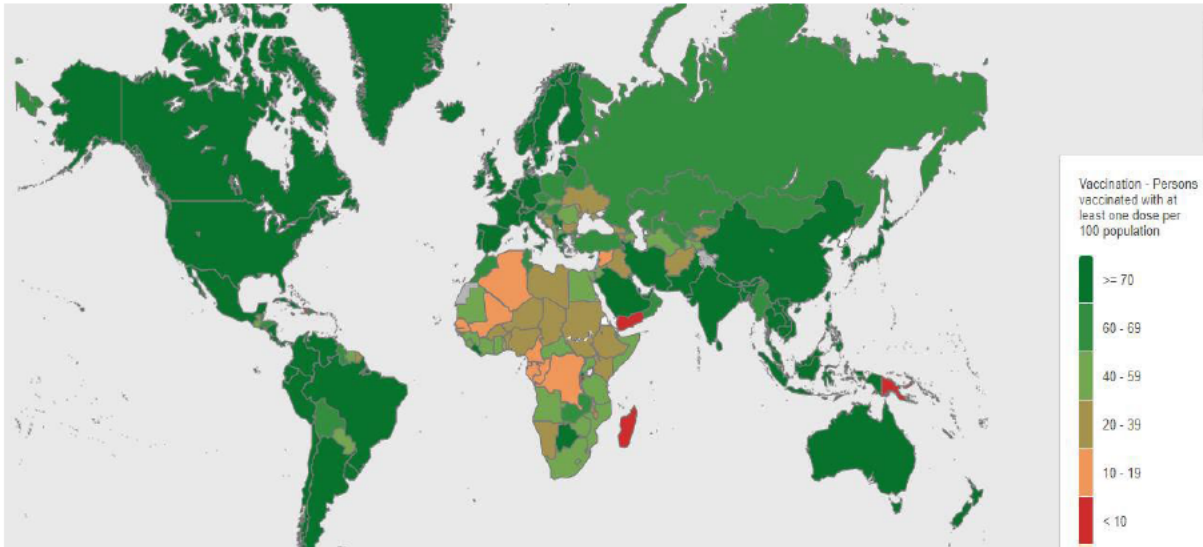 Vaccination - Persons
vaccinated with at
least one dose per
100 population
>= 70
60 - 69
40 - 59
20 - 39
10 - 19
< 10